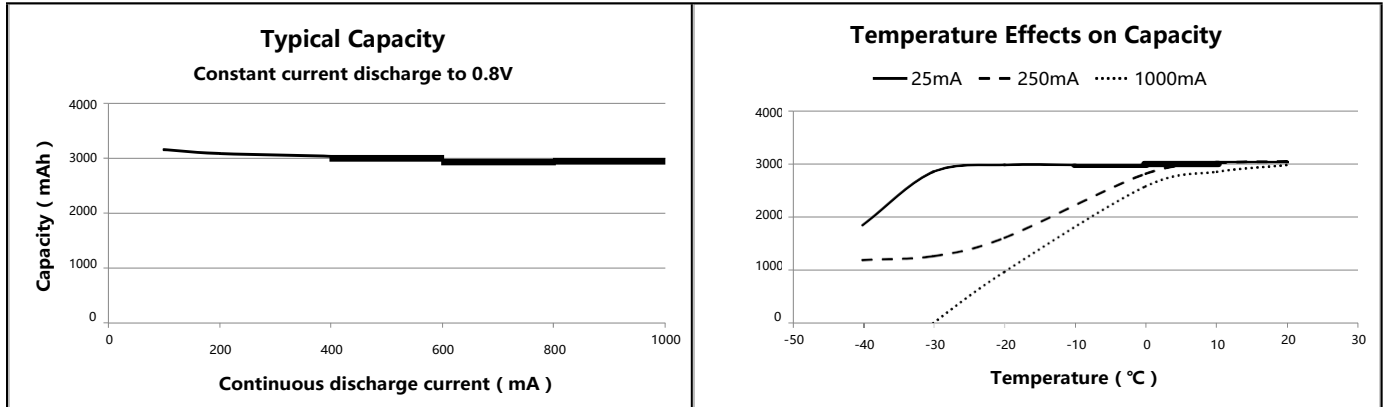 Typical Capacity
Constant current discharge to 0.8V
4000
3000
2000
1000
0
0
200
400
600
800
1000
Capacity ( mAh )
Continuous discharge current ( mA )
Temperature Effects on Capacity
25mA
250mA
1000mA
4000
3000
2000
1000
0
-50
-40
-30
-20
-10
0
10
20
30
Temperature ( ℃ )